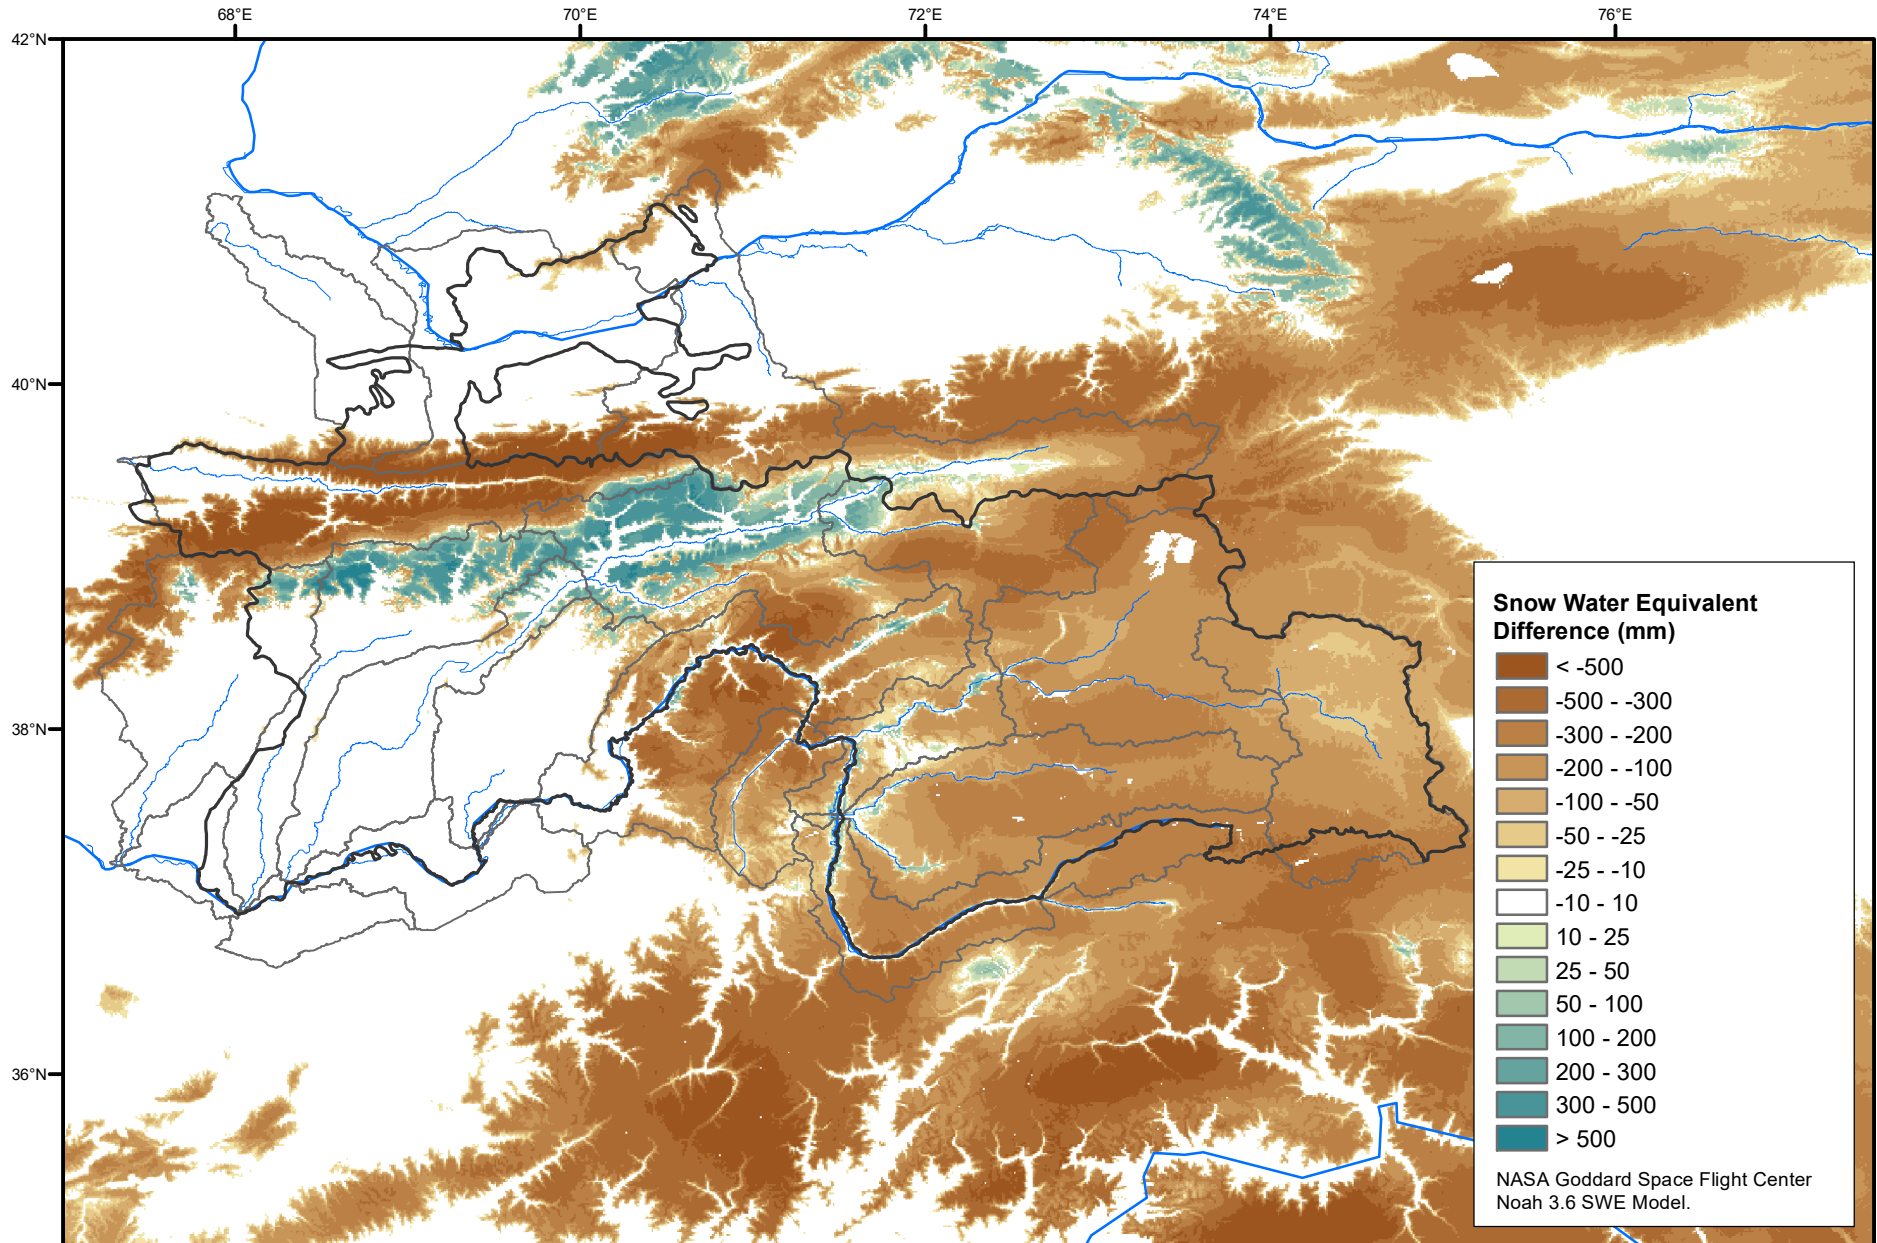 68°E
70°E
72°E
74°E
76°E
42°N
40°N
38°N
36°N
Snow Water Equivalent
Difference (mm)
< -500
-500 - -300
-300 - -200
-200 - -100
-100 - -50
-50 - -25
-25 - -10
-10 - 10
10 - 25
25 - 50
50 - 100
100 - 200
200 - 300
300 - 500
> 500
NASA Goddard Space Flight Center
Noah 3.6 SWE Model.